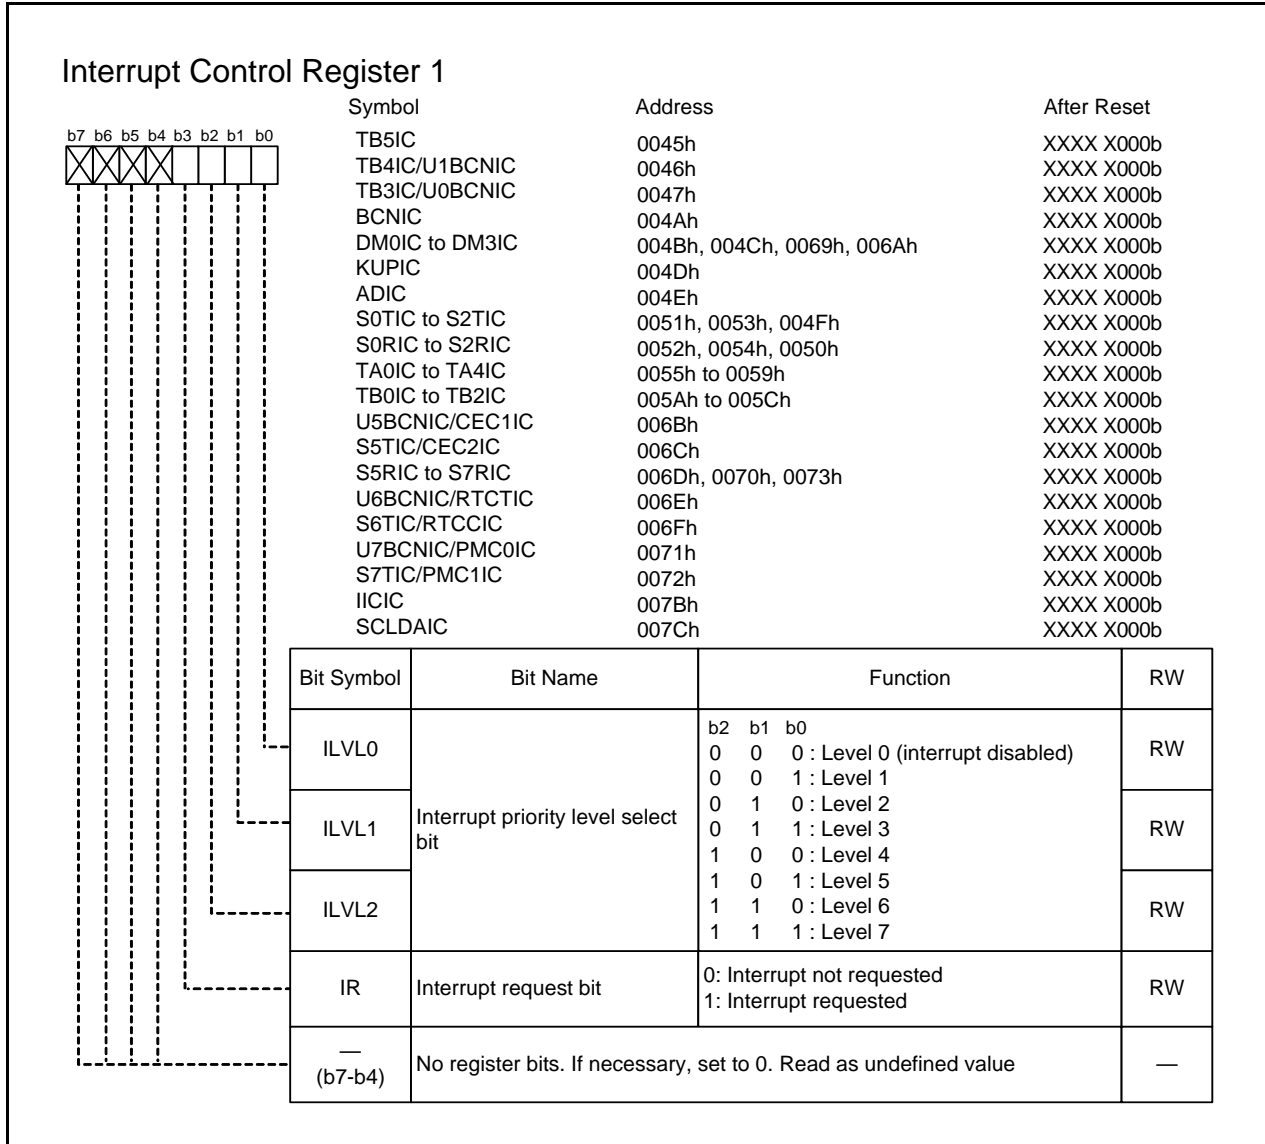 Interrupt Control Register 1
Symbol Address After Reset
b7 b6 b5 b4 b3 b2 b1 b0
TB5IC 0045h XXXX X000b
TB4IC/U1BCNIC 0046h XXXX X000b
TB3IC/U0BCNIC 0047h XXXX X000b
BCNIC 004Ah XXXX X000b
DM0IC to DM3IC 004Bh, 004Ch, 0069h, 006Ah XXXX X000b
KUPIC 004Dh XXXX X000b
ADIC 004Eh XXXX X000b
S0TIC to S2TIC 0051h, 0053h, 004Fh XXXX X000b
S0RIC to S2RIC 0052h, 0054h, 0050h XXXX X000b
TA0IC to TA4IC 0055h to 0059h XXXX X000b
TB0IC to TB2IC 005Ah to 005Ch XXXX X000b
U5BCNIC/CEC1IC 006Bh XXXX X000b
S5TIC/CEC2IC 006Ch XXXX X000b
S5RIC to S7RIC 006Dh, 0070h, 0073h XXXX X000b
U6BCNIC/RTCTIC 006Eh XXXX X000b
S6TIC/RTCCIC 006Fh XXXX X000b
U7BCNIC/PMC0IC 0071h XXXX X000b
S7TIC/PMC1IC 0072h XXXX X000b
IICIC 007Bh XXXX X000b
SCLDAIC 007Ch XXXX X000b
Bit Symbol Bit Name Function RW
ILVL0 RW
ILVL1 RW
ILVL2 RW
Interrupt priority level select
bit
b2 b1 b0
0 0 0 : Level 0 (interrupt disabled)
0 0 1 : Level 1
0 1 0 : Level 2
0 1 1 : Level 3
1 0 0 : Level 4
1 0 1 : Level 5
1 1 0 : Level 6
1 1 1 : Level 7
IR Interrupt request bit 0: Interrupt not requested RW
1: Interrupt requested
—
(b7-b4) No register bits. If necessary, set to 0. Read as undefined value —